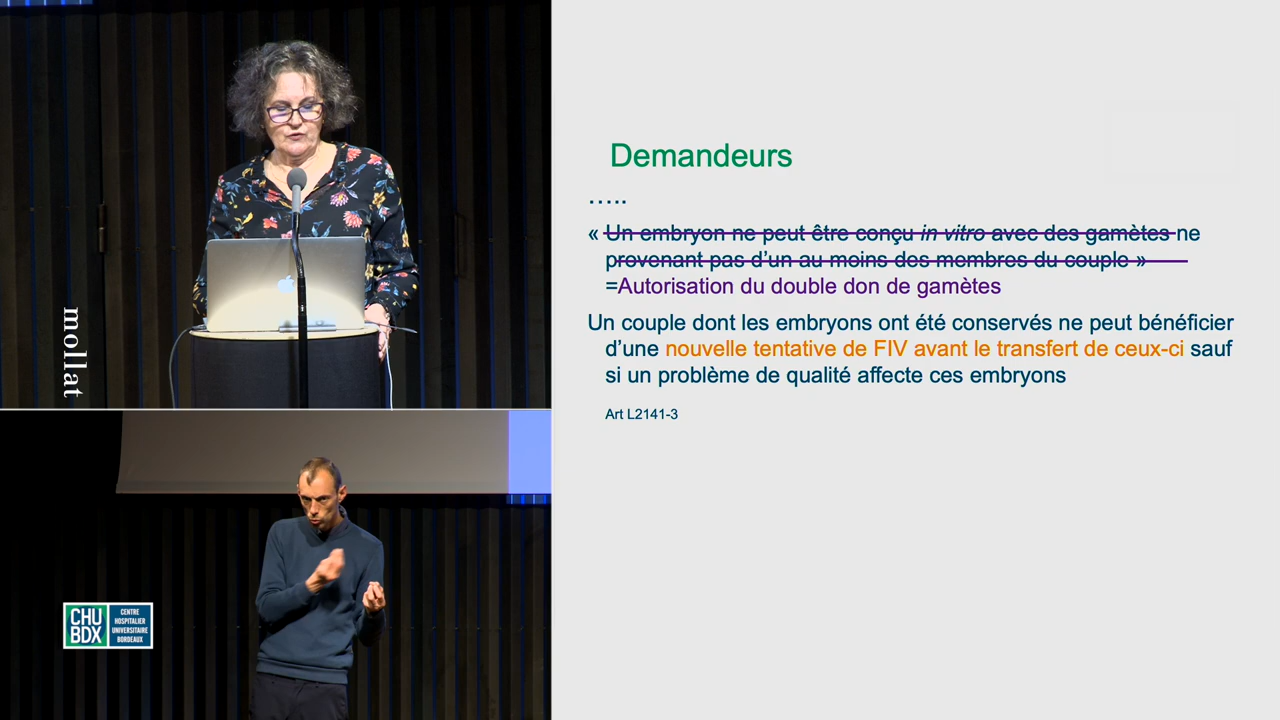 mollat
CHU
BDX
CENTRE
HOSPITALIER
UNIVERSITAIRE
BORDEAUX
Demandeurs
.....
« Un embryon ne peut être conçu in vitro avec des gamètes ne
provenant pas d'un au moins des membres du couple »
=Autorisation du double don de gamètes
Un couple dont les embryons ont été conservés ne peut bénéficier
d'une nouvelle tentative de FIV avant le transfert de ceux-ci sauf
si un problème de qualité affecte ces embryons
Art L2141-3